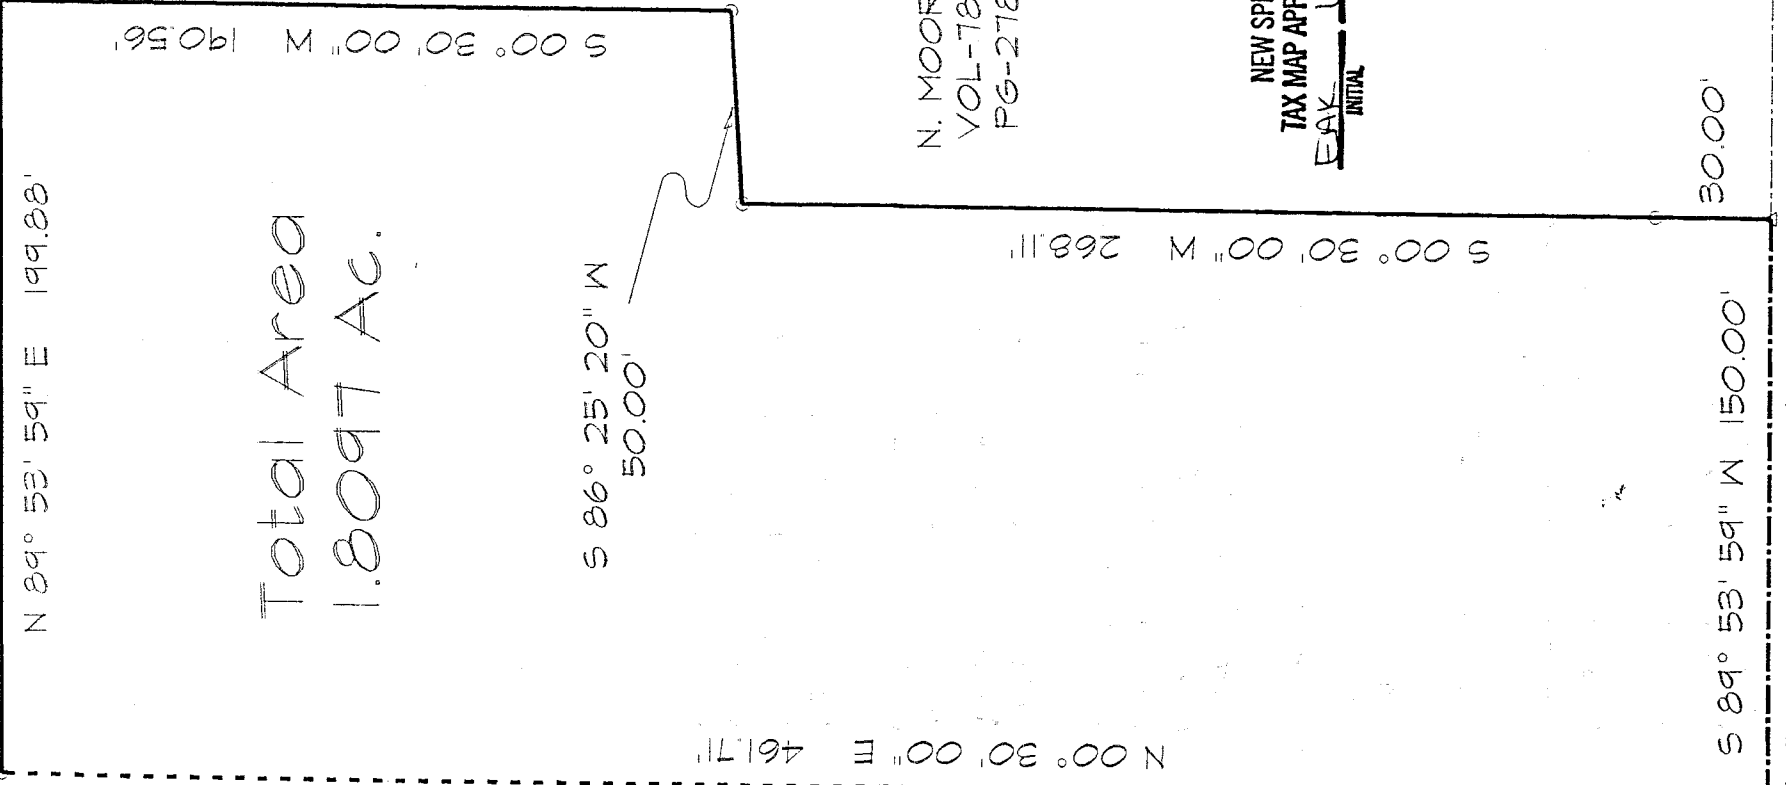 N 89° 53' 59" E 199.88'
S 00° 30' 00" W 190.56'
Total Area
1.8097 Ac.
S 86° 25' 20" W
50.00'
N 00° 30' 00" E 461.71'
S 00° 30' 00" W 268.11'
VOL-78
PG-278
TAX MAP
EAK
INITIAL
30.00'
S 89° 53' 59" W 150.00'
N. MOOR
NEW